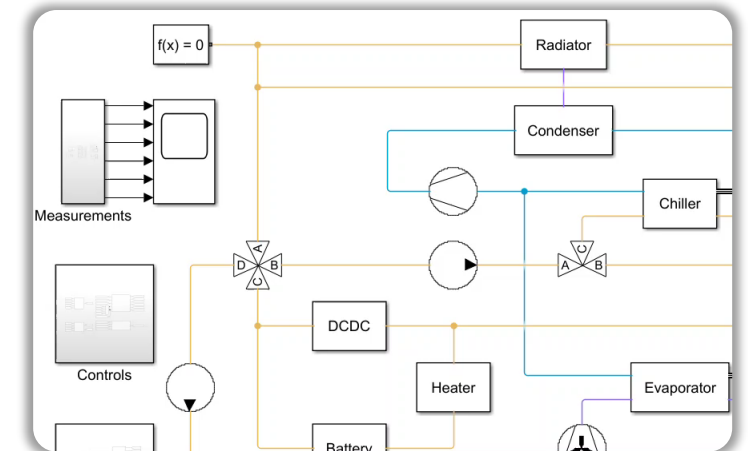 f(x) = 0
Radiator
Condenser
Measurements
Chiller
A
D
B
C
C
A
B
DCDC
Controls
Heater
Evaporator
Battery